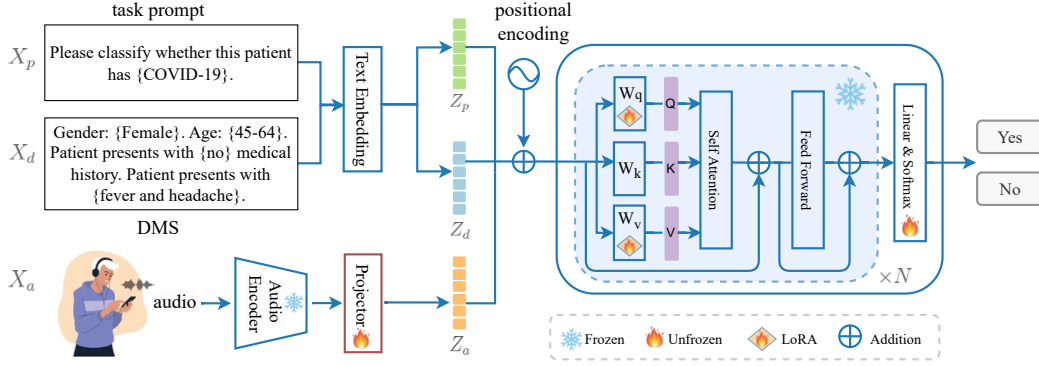 task prompt
X_p
Please classify whether this patient
has {COVID-19}.
X_d
Gender: {Female}. Age: {45-64}.
Patient presents with {no} medical
history. Patient presents with
{fever and headache}.
DMS
X_a
audio
Text Embedding
Audio
Encoder
Projector
Z_p
Z_d
Z_a
positional
encoding
W_q
W_k
W_v
Q
K
V
Self Attention
Feed Forward
×N
Linear & Softmax
Yes
No
Frozen
Unfrozen
LoRA
Addition